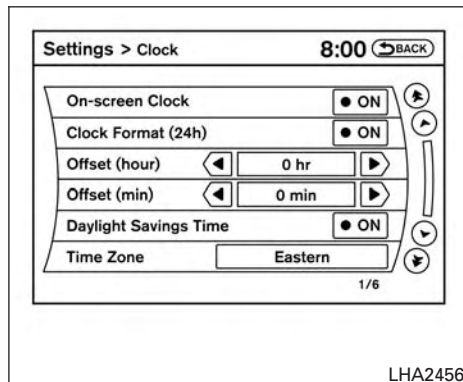 Settings > Clock 8:00 BACK
On-screen Clock ON
Clock Format (24h) ON
Offset (hour) 0 hr
Offset (min) 0 min
Daylight Savings Time ON
Time Zone Eastern
1/6
LHA2456